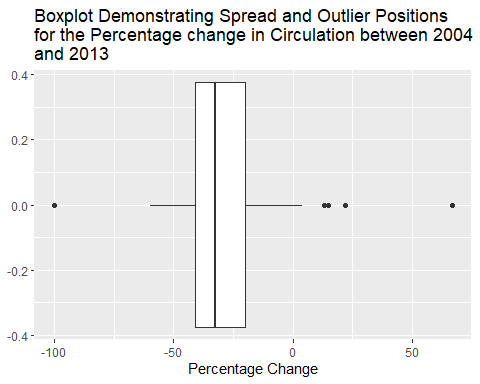 Boxplot Demonstrating Spread and Outlier Positions
for the Percentage change in Circulation between 2004
and 2013
0.4
0.2
0.0
-0.2
-0.4
-100
-50
0
50
Percentage Change